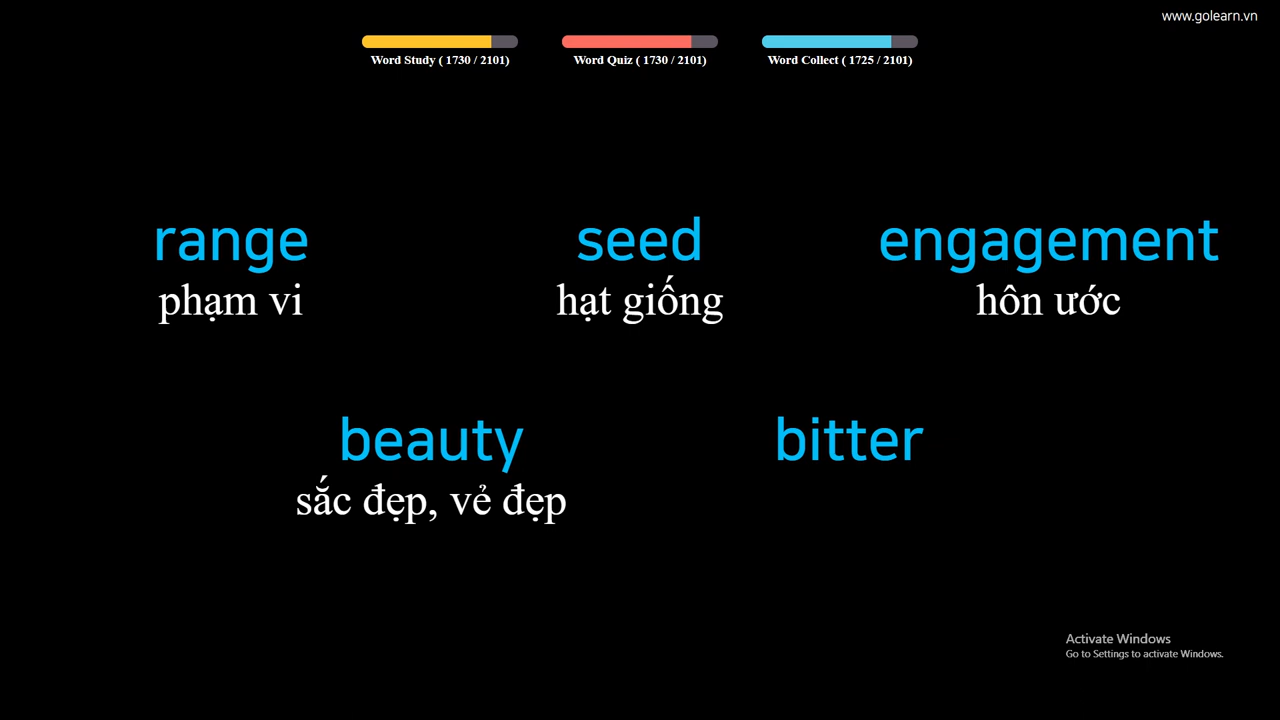 www.golearn.vn
Word Study ( 1730 / 2101) Word Quiz ( 1730 / 2101) Word Collect ( 1725 / 2101)
range seed engagement
phạm vi hạt giống hôn ước
beauty bitter
sắc đẹp, vẻ đẹp
Activate Windows
Go to Settings to activate Windows.